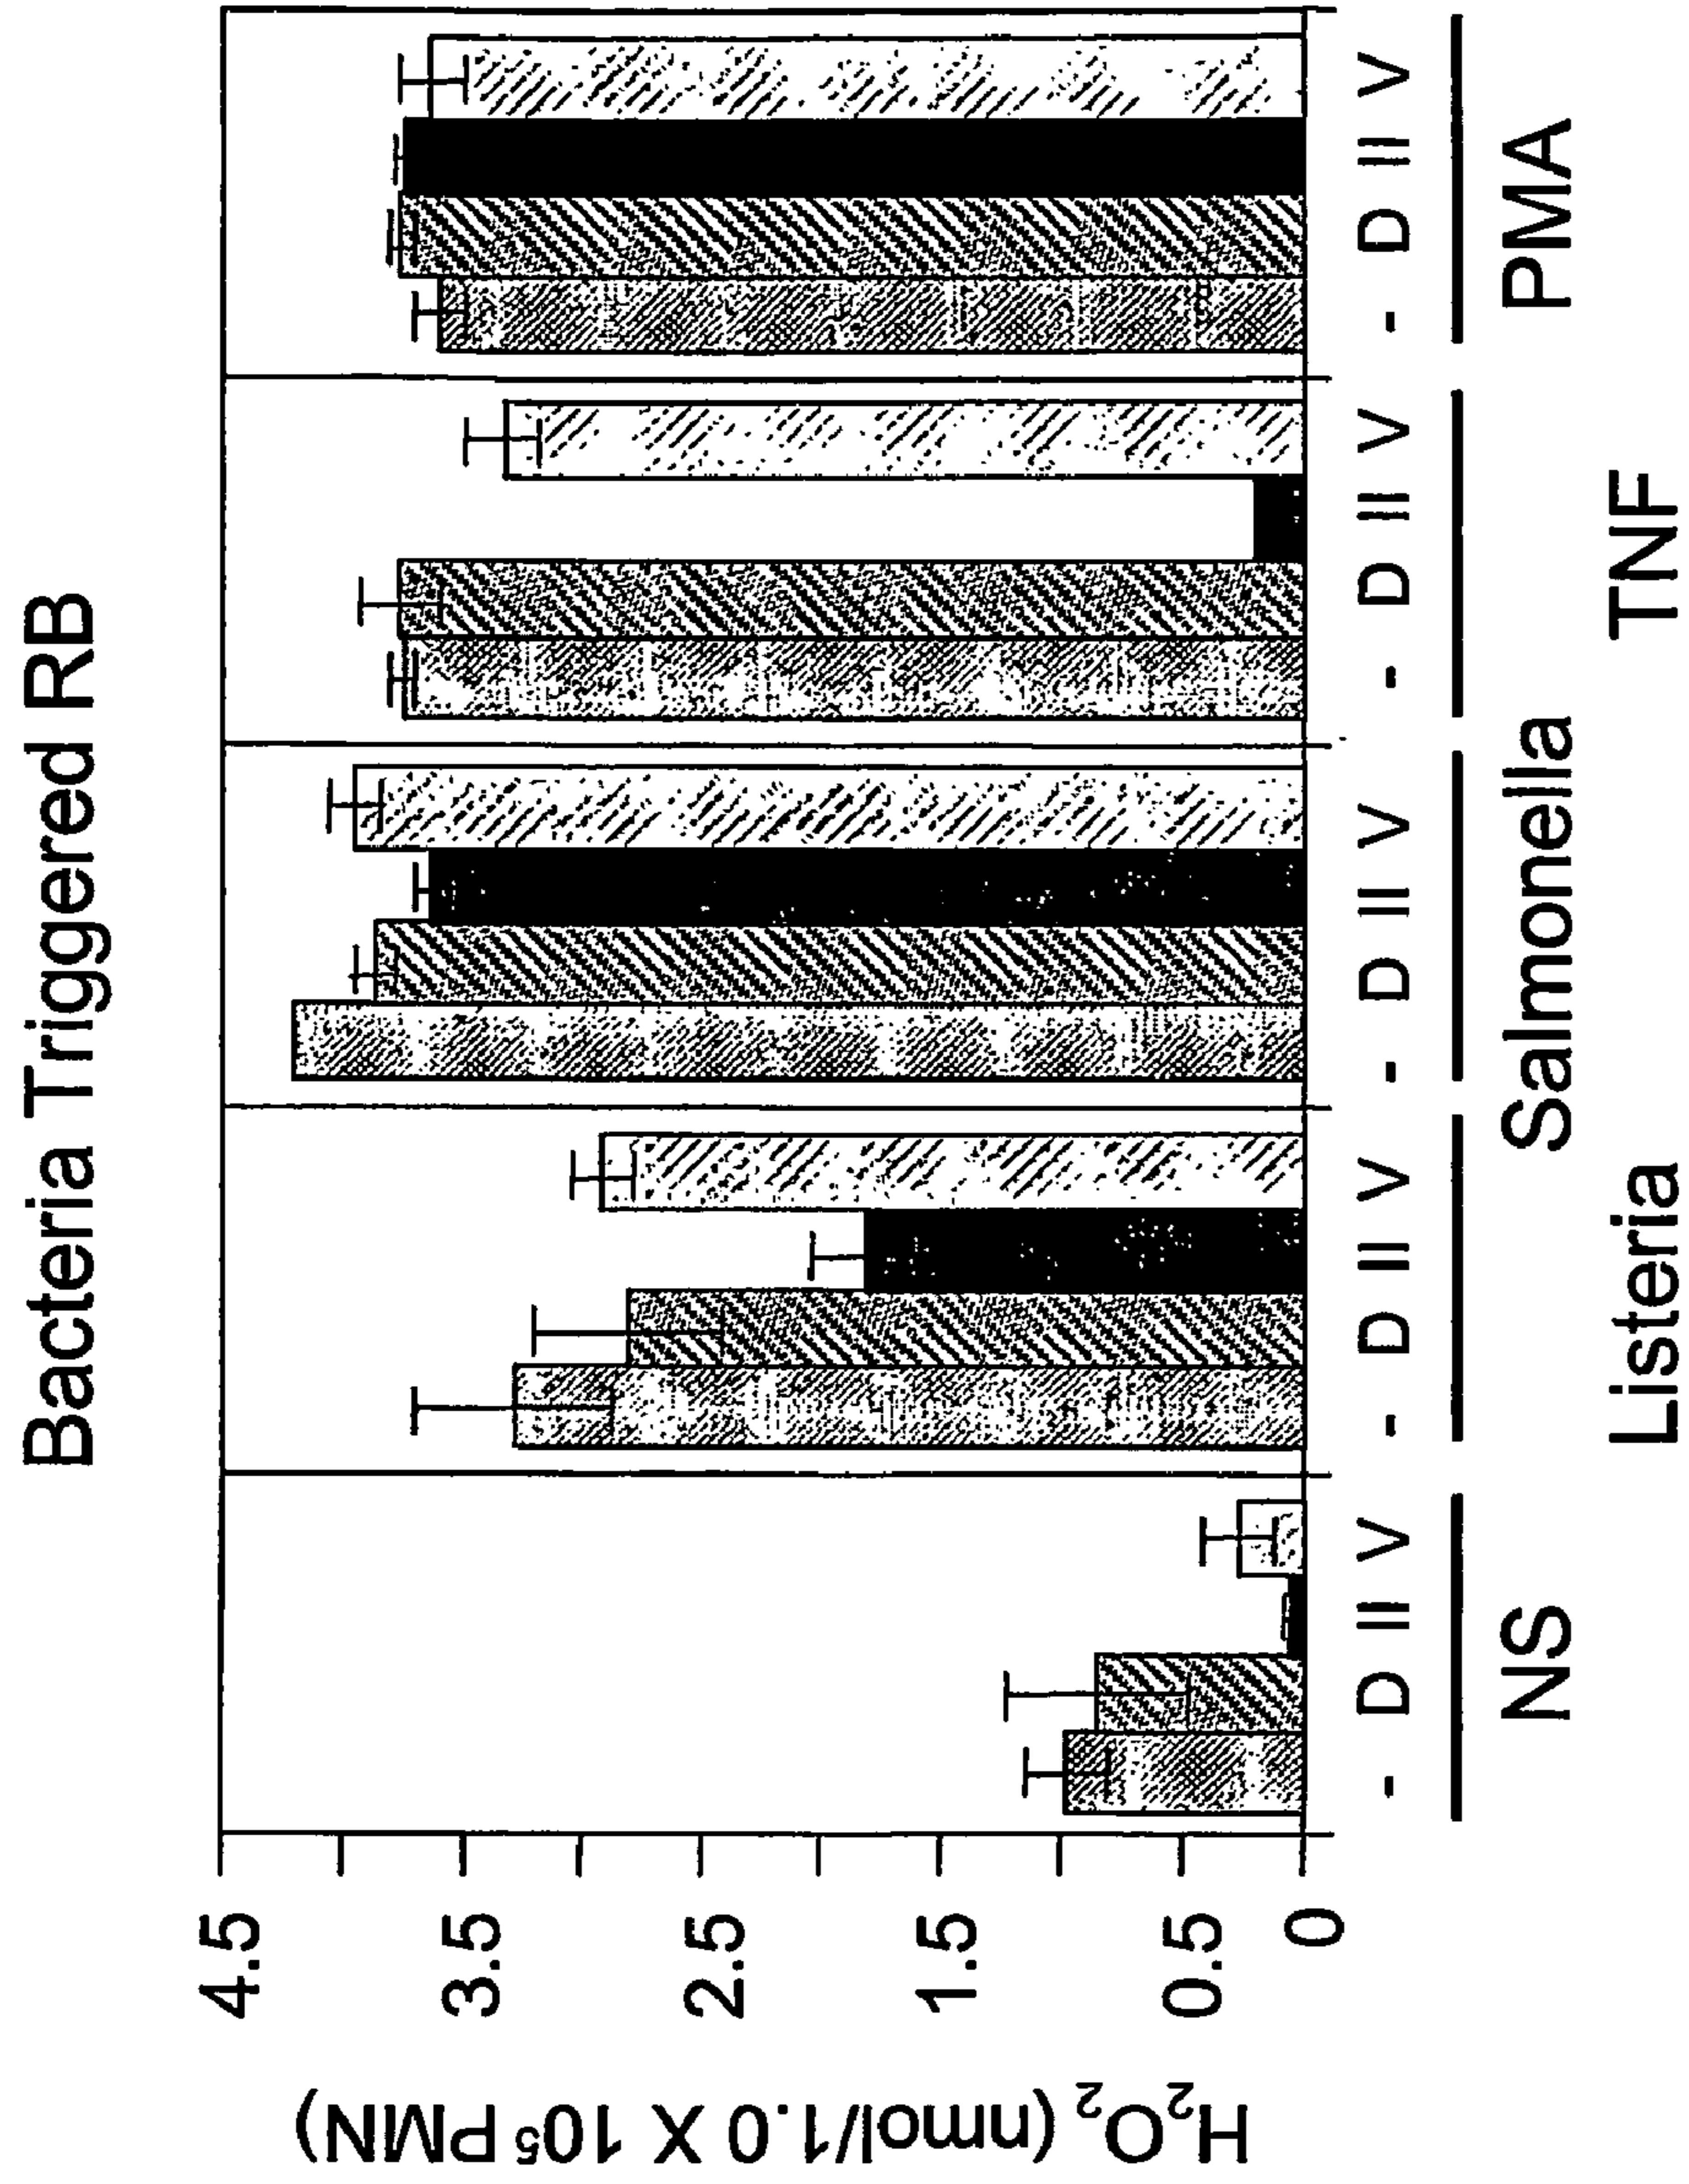 Bacteria Triggered RB
H₂O₂ (nmol/1.0 X 10⁵ PMN)
4.5
3.5
2.5
1.5
0.5
0
- D II V - D II V - D II V - D II V - D II V
NS Listeria Salmonella TNF PMA